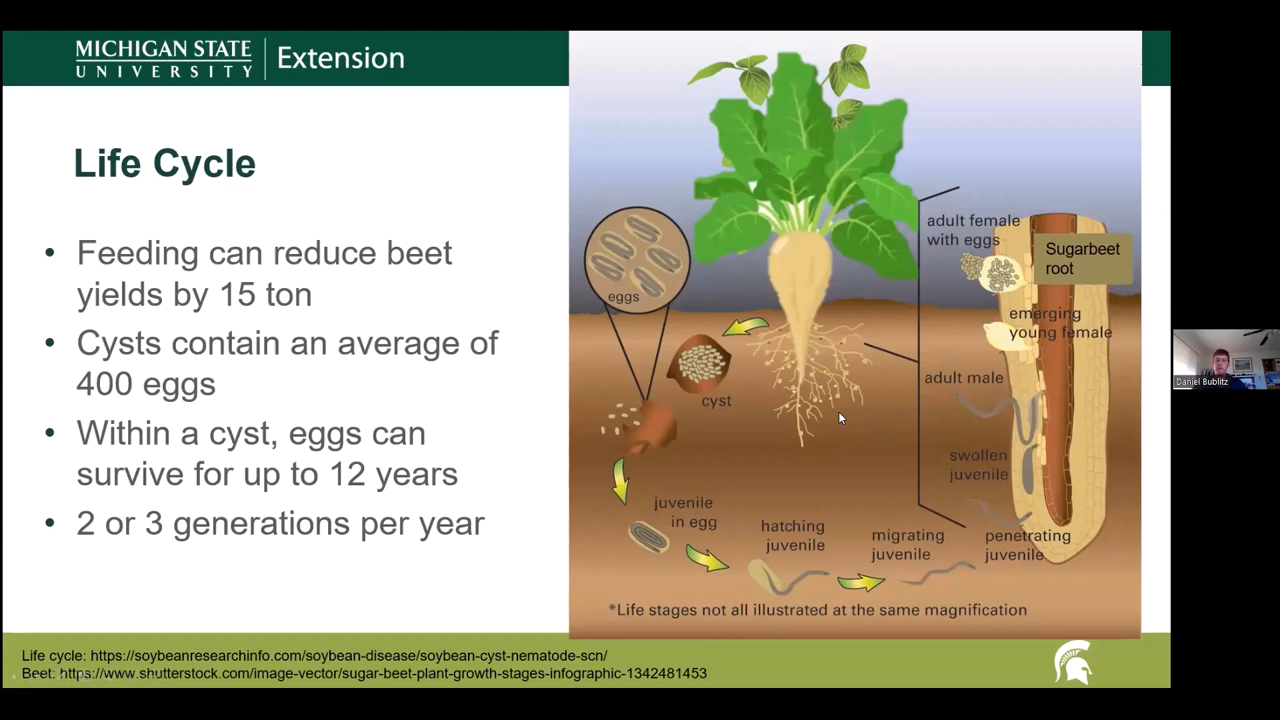 MICHIGAN STATE
UNIVERSITY
Extension
Life Cycle
• Feeding can reduce beet
yields by 15 ton
• Cysts contain an average of
400 eggs
• Within a cyst, eggs can
survive for up to 12 years
• 2 or 3 generations per year
eggs
cyst
juvenile
in egg
hatching
juvenile
migrating
juvenile
penetrating
juvenile
swollen
juvenile
adult male
emerging
young female
adult female
with eggs
Sugarbeet
root
*Life stages not all illustrated at the same magnification
Life cycle: https://soybeanresearchinfo.com/soybean-disease/soybean-cyst-nematode-scn/
Beet: https://www.shutterstock.com/image-vector/sugar-beet-plant-growth-stages-infographic-1342481453
Daniel Bublitz